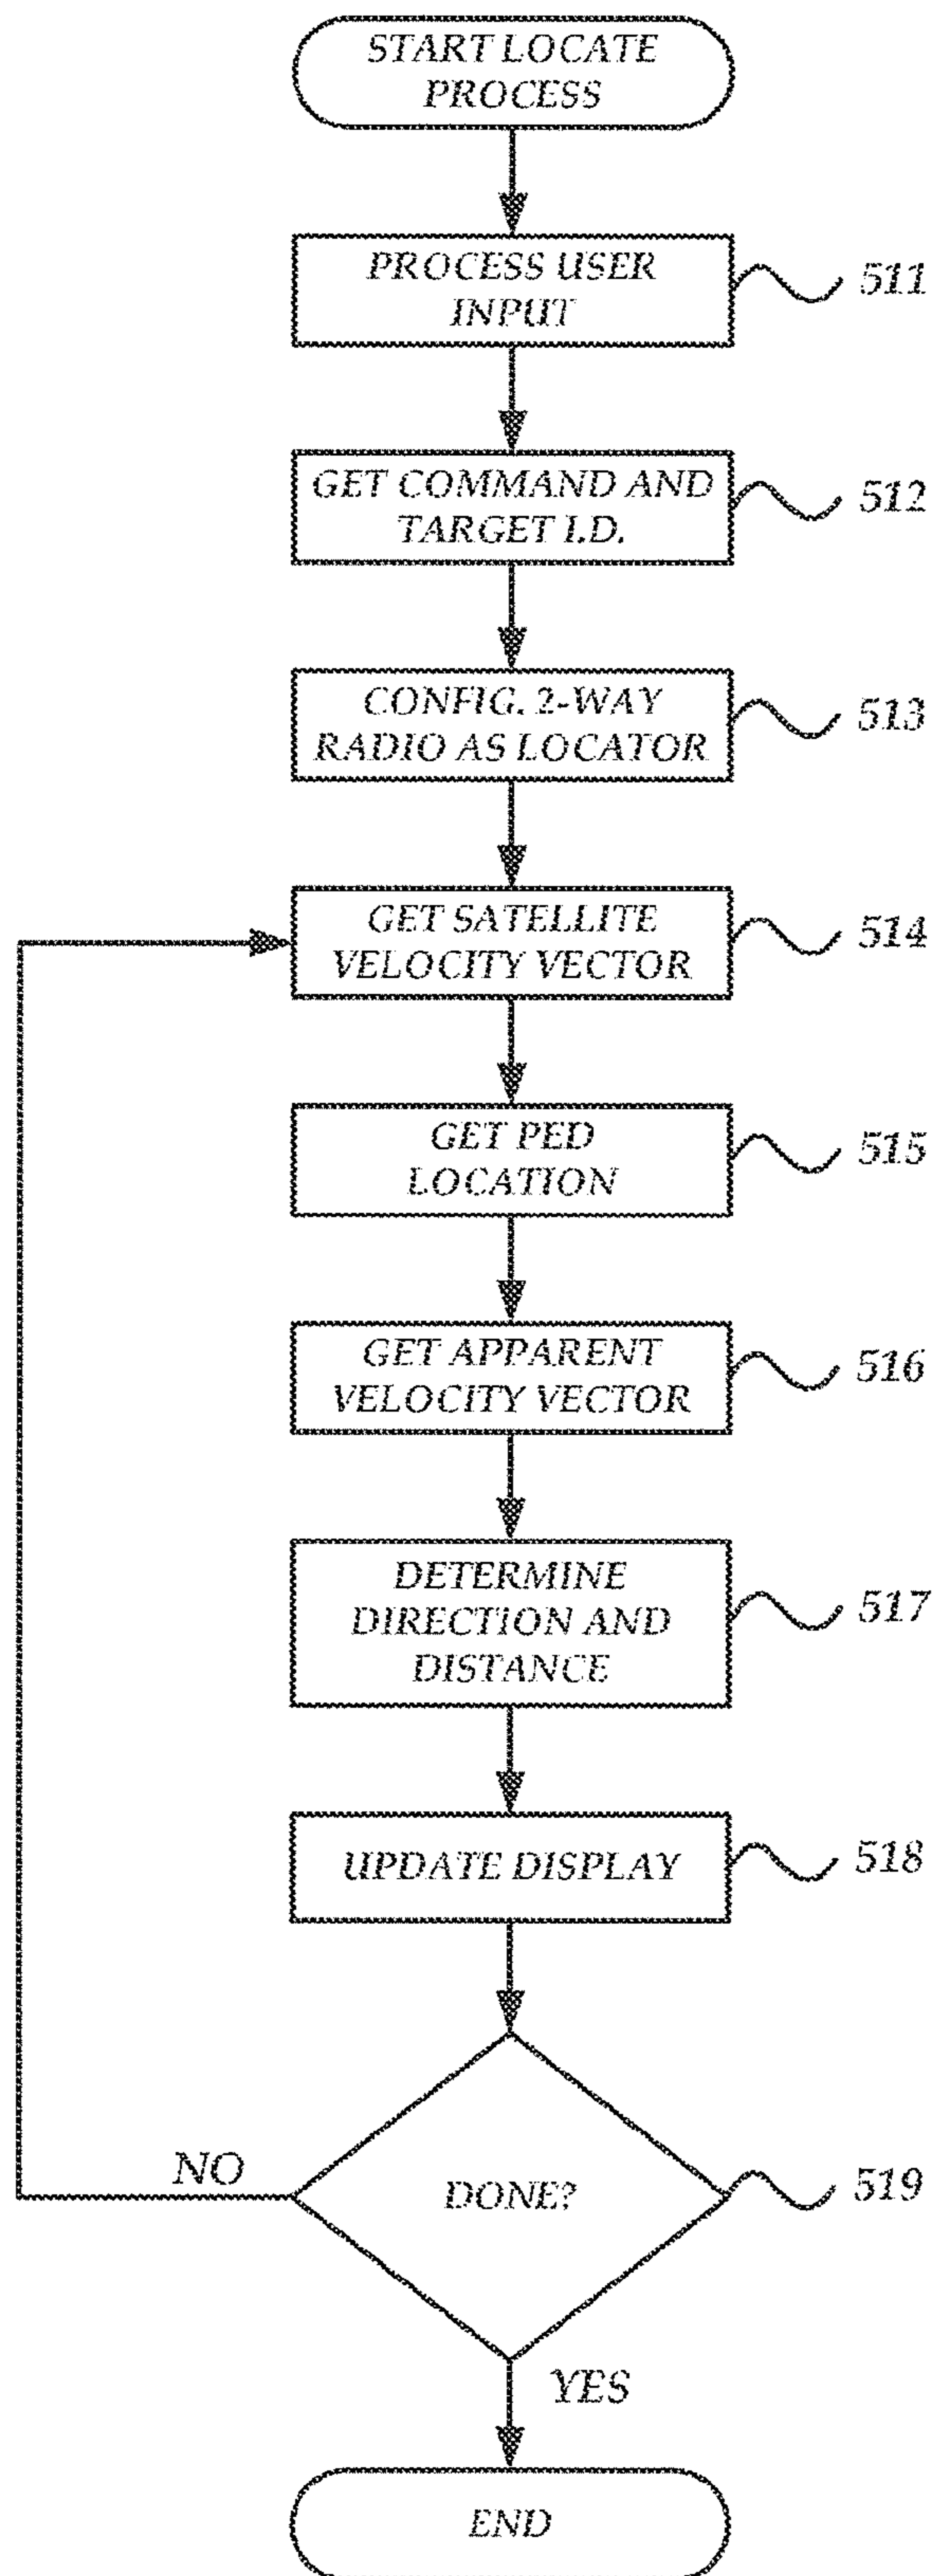 START LOCATE
PROCESS
PROCESS USER
INPUT
511
GET COMMAND AND
TARGET I.D.
512
CONFIG. 2-WAY
RADIO AS LOCATOR
513
GET SATELLITE
VELOCITY VECTOR
514
GET PED
LOCATION
515
GET APPARENT
VELOCITY VECTOR
516
DETERMINE
DIRECTION AND
DISTANCE
517
UPDATE DISPLAY
518
NO
DONE?
519
YES
END